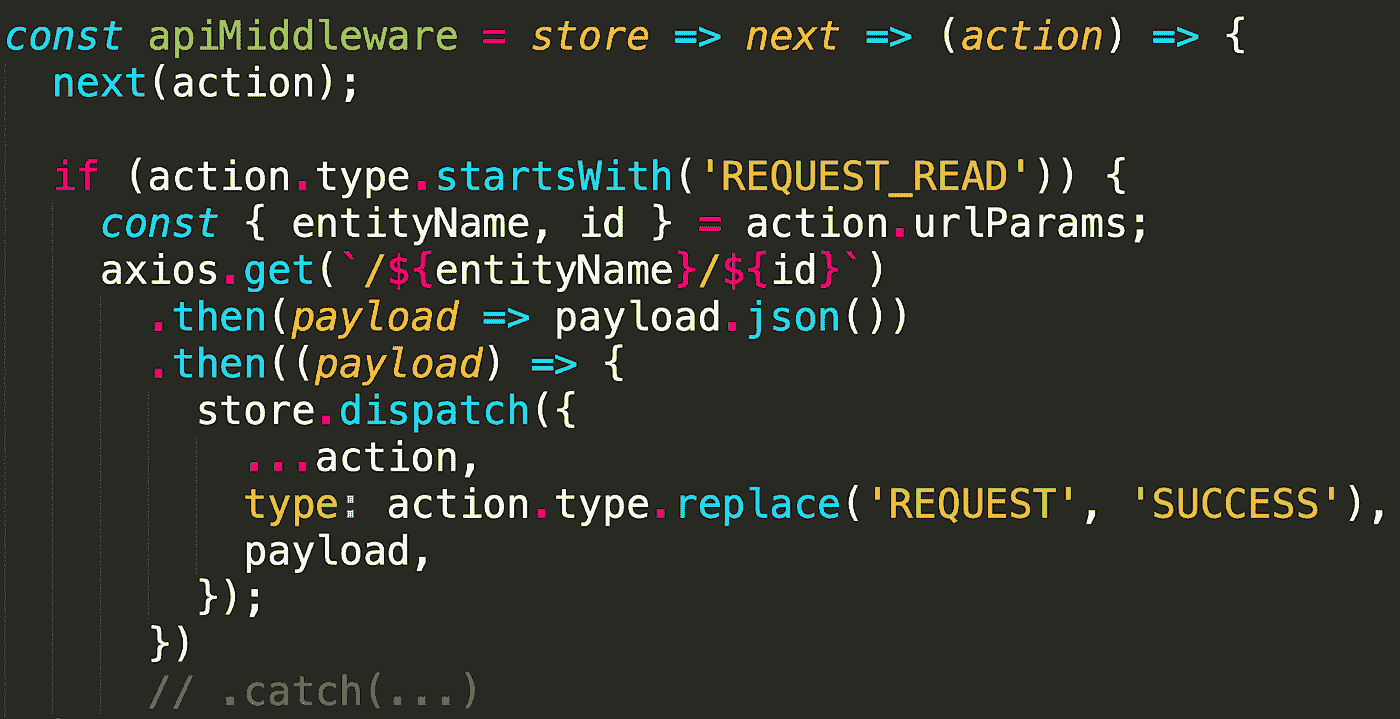 const apiMiddleware = store => next => (action) => {
  next(action);

  if (action.type.startsWith('REQUEST_READ')) {
    const { entityName, id } = action.urlParams;
    axios.get(`/${entityName}/${id}`)
      .then(payload => payload.json())
      .then((payload) => {
        store.dispatch({
          ...action,
          type: action.type.replace('REQUEST', 'SUCCESS'),
          payload,
        });
      })
      // .catch(...)